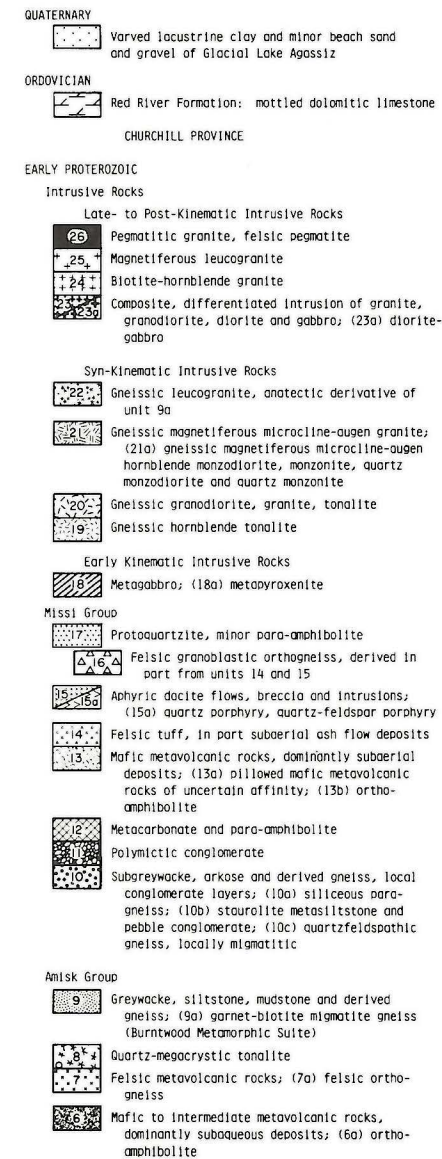 QUATERNARY
Varved lacustrine clay and minor beach sand
and gravel of Glacial Lake Agassiz
ORDOVICIAN
Red River Formation: mottled dolomitic limestone
CHURCHILL PROVINCE
EARLY PROTEROZOIC
Intrusive Rocks
Late- to Post-Kinematic Intrusive Rocks
26 Pegmatitic granite, felsic pegmatite
25 Magnetiferous leucogranite
24 Biotite-hornblende granite
23 23a Composite, differentiated intrusion of granite,
granodiorite, diorite and gabbro; (23a) diorite-
gabbro
Syn-Kinematic Intrusive Rocks
22 Gneissic leucogranite, anatectic derivative of
unit 9a
21 Gneissic magnetiferous microcline-augen granite;
(21a) gneissic magnetiferous microcline-augen
hornblende monzodiorite, monzonite, quartz
monzodiorite and quartz monzonite
20 Gneissic granodiorite, granite, tonalite
19 Gneissic hornblende tonalite
Early Kinematic Intrusive Rocks
18 Metagabbro; (18a) metapyroxenite
Missi Group
17 Protoquartzite, minor para-amphibolite
16 Felsic granoblastic orthogneiss, derived in
part from units 14 and 15
15 15a Aphyric dacite flows, breccia and intrusions;
(15a) quartz porphyry, quartz-feldspar porphyry
14 Felsic tuff, in part subaerial ash flow deposits
13 Mafic metavolcanic rocks, dominantly subaerial
deposits; (13a) pillowed mafic metavolcanic
rocks of uncertain affinity; (13b) ortho-
amphibolite
12 Metacarbonate and para-amphibolite
11 Polymictic conglomerate
10 Subgreywacke, arkose and derived gneiss, local
conglomerate layers; (10a) siliceous para-
gneiss; (10b) staurolite metasiltstone and
pebble conglomerate; (10c) quartzfeldspathic
gneiss, locally migmatitic
Amisk Group
9 Greywacke, siltstone, mudstone and derived
gneiss; (9a) garnet-biotite migmatite gneiss
(Burntwood Metamorphic Suite)
8 Quartz-megacrystic tonalite
7 Felsic metavolcanic rocks; (7a) felsic ortho-
gneiss
6 Mafic to intermediate metavolcanic rocks,
dominantly subaqueous deposits; (6a) ortho-
amphibolite